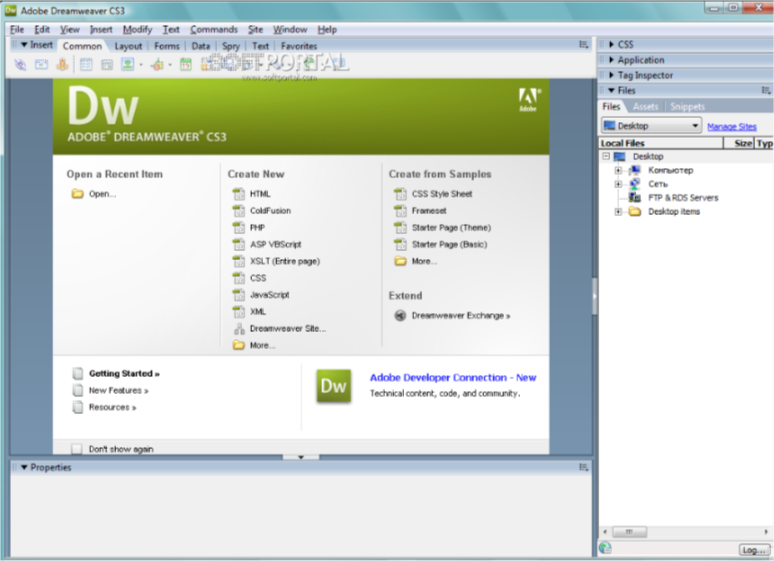 Adobe Dreamweaver CS3
File Edit View Insert Modify Text Commands Site Window Help
Insert Common Layout Forms Data Spry Text Favorites
SOFTPORTAL
www.softportal.com
Dw
ADOBE® DREAMWEAVER® CS3
Adobe
Open a Recent Item
Open...
Create New
HTML
ColdFusion
PHP
ASP VBScript
XSLT (Entire page)
CSS
JavaScript
XML
Dreamweaver Site...
More...
Create from Samples
CSS Style Sheet
Frameset
Starter Page (Theme)
Starter Page (Basic)
More...
Extend
Dreamweaver Exchange »
Getting Started »
New Features »
Resources »
Dw
Adobe Developer Connection - New
Technical content, code, and community.
Don't show again
Properties
CSS
Application
Tag Inspector
Files
Files Assets Snippets
Desktop Manage Sites
Local Files Size Typ
Desktop
Компьютер
Сеть
FTP & RDS Servers
Desktop items
Log...